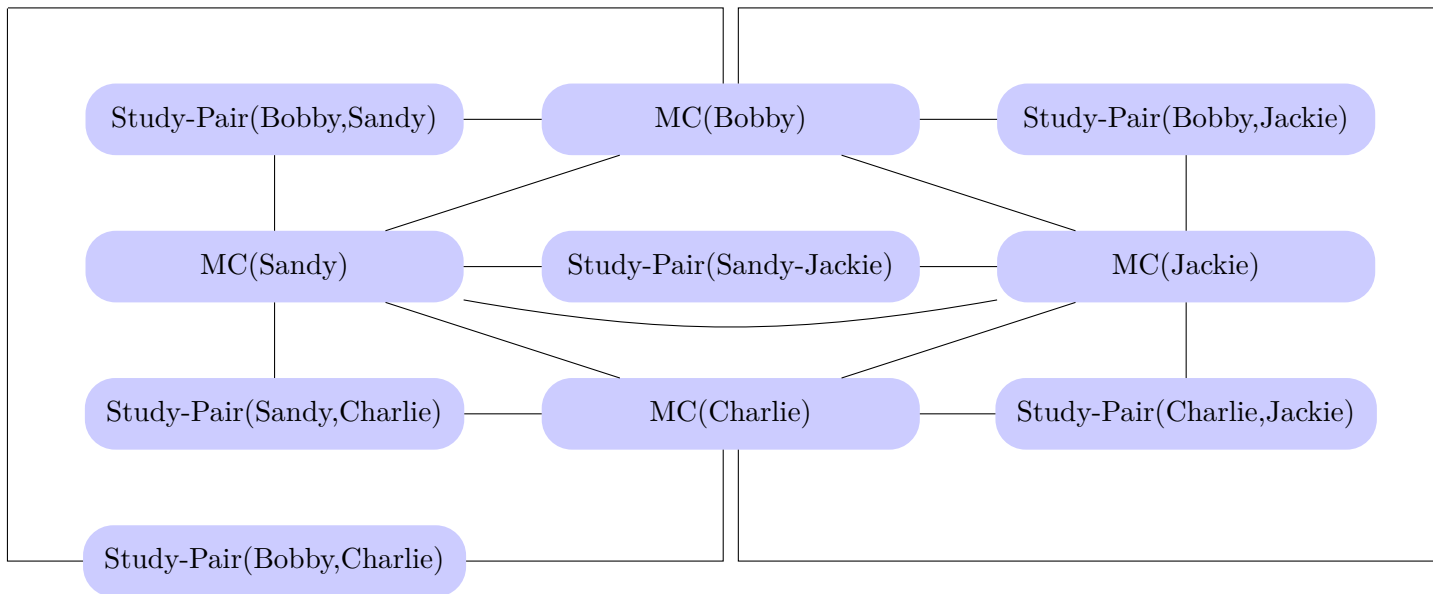 Study-Pair(Bobby,Sandy)
MC(Bobby)
Study-Pair(Bobby,Jackie)
MC(Sandy)
Study-Pair(Sandy-Jackie)
MC(Jackie)
Study-Pair(Sandy,Charlie)
MC(Charlie)
Study-Pair(Charlie,Jackie)
Study-Pair(Bobby,Charlie)